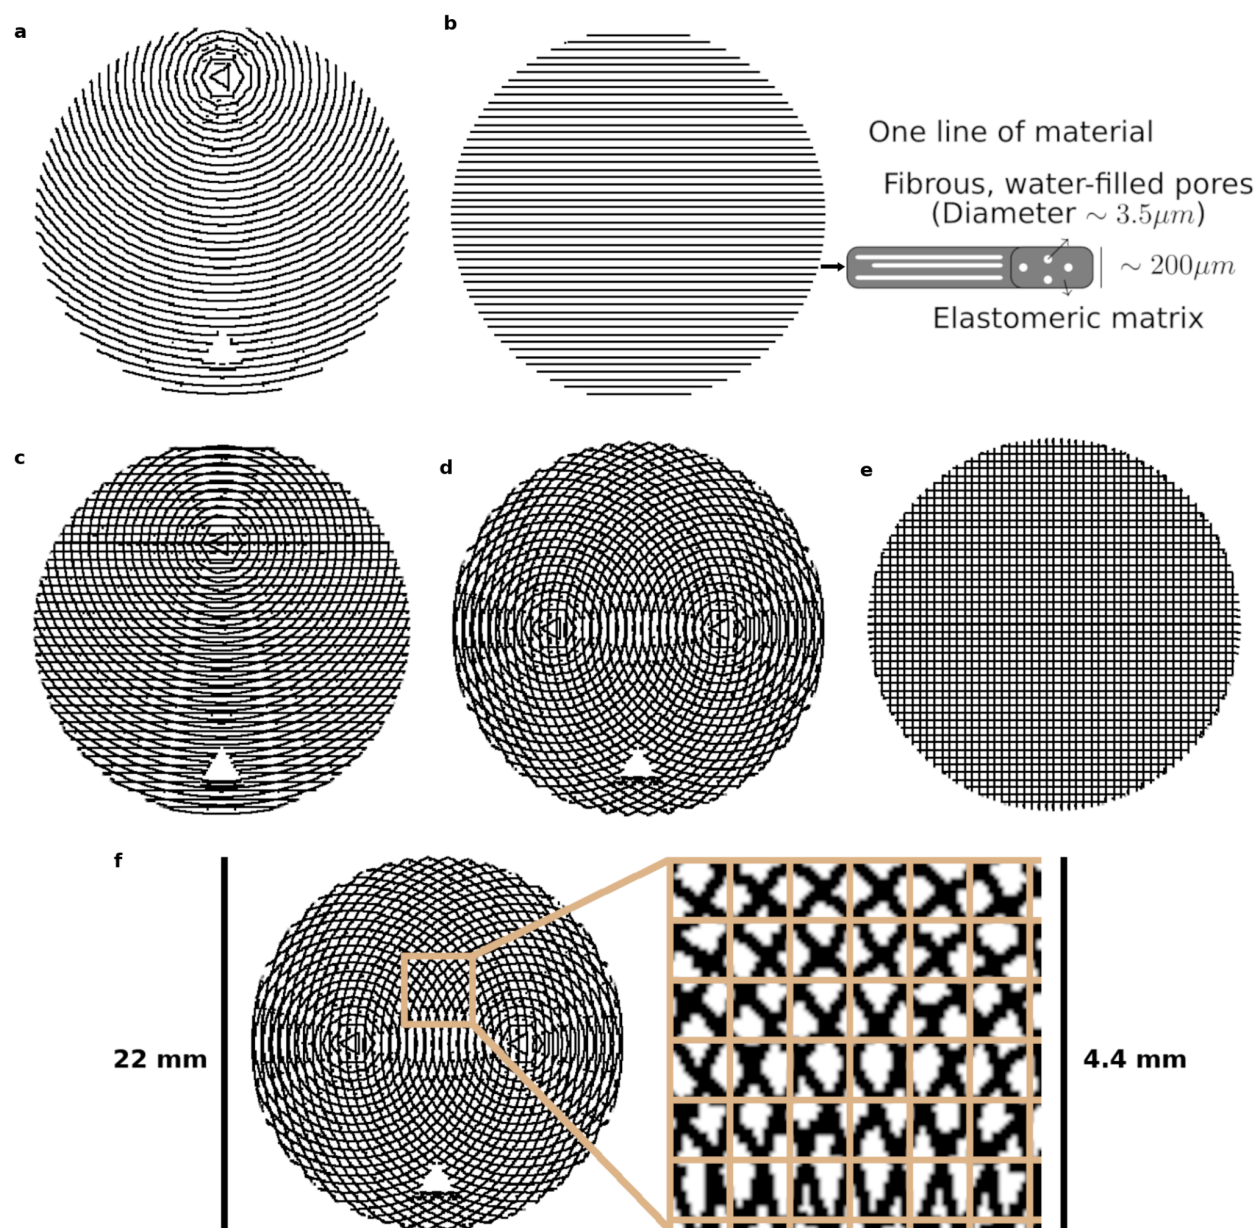 a
b
One line of material
Fibrous, water-filled pores
(Diameter ~ 3.5μm)
~ 200μm
Elastomeric matrix
c
d
e
f
22 mm
4.4 mm